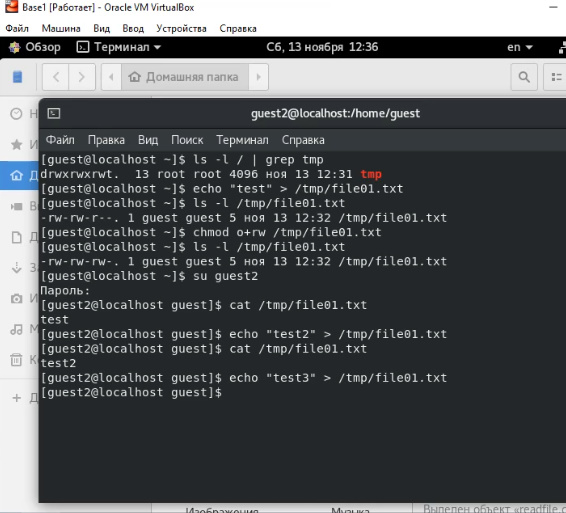 Base1 [Работает] - Oracle VM VirtualBox
Файл Машина Вид Ввод Устройства Справка
Обзор Терминал Сб, 13 ноября 12:36 en
Домашняя папка
guest2@localhost:/home/guest
Файл Правка Вид Поиск Терминал Справка
[guest@localhost ~]$ ls -l / | grep tmp
drwxrwxrwt. 13 root root 4096 ноя 13 12:31 tmp
[guest@localhost ~]$ echo "test" > /tmp/file01.txt
[guest@localhost ~]$ ls -l /tmp/file01.txt
-rw-rw-r--. 1 guest guest 5 ноя 13 12:32 /tmp/file01.txt
[guest@localhost ~]$ chmod o+rw /tmp/file01.txt
[guest@localhost ~]$ ls -l /tmp/file01.txt
-rw-rw-rw-. 1 guest guest 5 ноя 13 12:32 /tmp/file01.txt
[guest@localhost ~]$ su guest2
Пароль:
[guest2@localhost guest]$ cat /tmp/file01.txt
test
[guest2@localhost guest]$ echo "test2" > /tmp/file01.txt
[guest2@localhost guest]$ cat /tmp/file01.txt
test2
[guest2@localhost guest]$ echo "test3" > /tmp/file01.txt
[guest2@localhost guest]$
Изображения Музыка